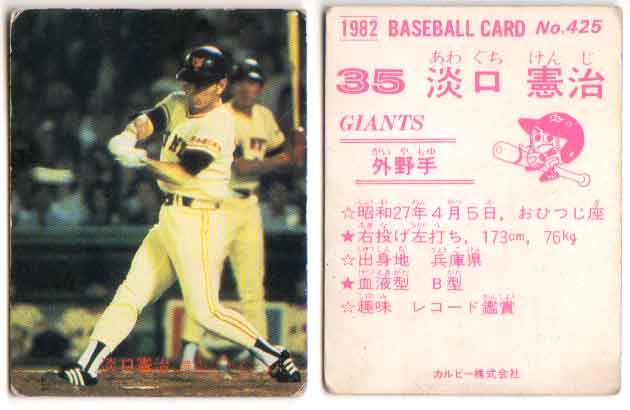 淡口憲治
1982 BASEBALL CARD No.425
あわ ぐち けん じ
35 淡口 憲治
GIANTS
がい や しゅ
外野手
☆昭和27年4月5日, おひつじ座
★右投げ左打ち, 173cm, 76kg
☆出身地 兵庫県
★血液型 B型
☆趣味 レコード鑑賞
カルビー株式会社